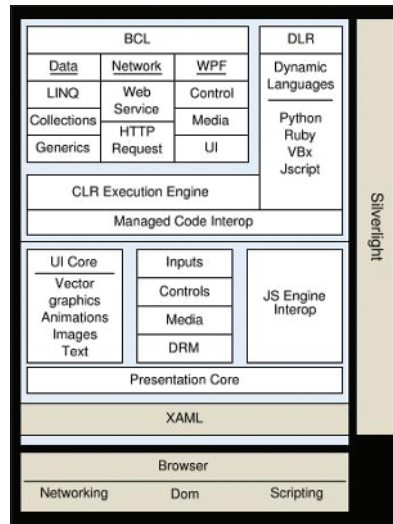 BCL
Data
Network
WPF
LINQ
Collections
Generics
Web
Service
HTTP
Request
Control
Media
UI
DLR
Dynamic
Languages
Python
Ruby
VBx
Jscript
CLR Execution Engine
Managed Code Interop
UI Core
Vector
graphics
Animations
Images
Text
Inputs
Controls
Media
DRM
JS Engine
Interop
Presentation Core
XAML
Silverlight
Browser
Networking
Dom
Scripting